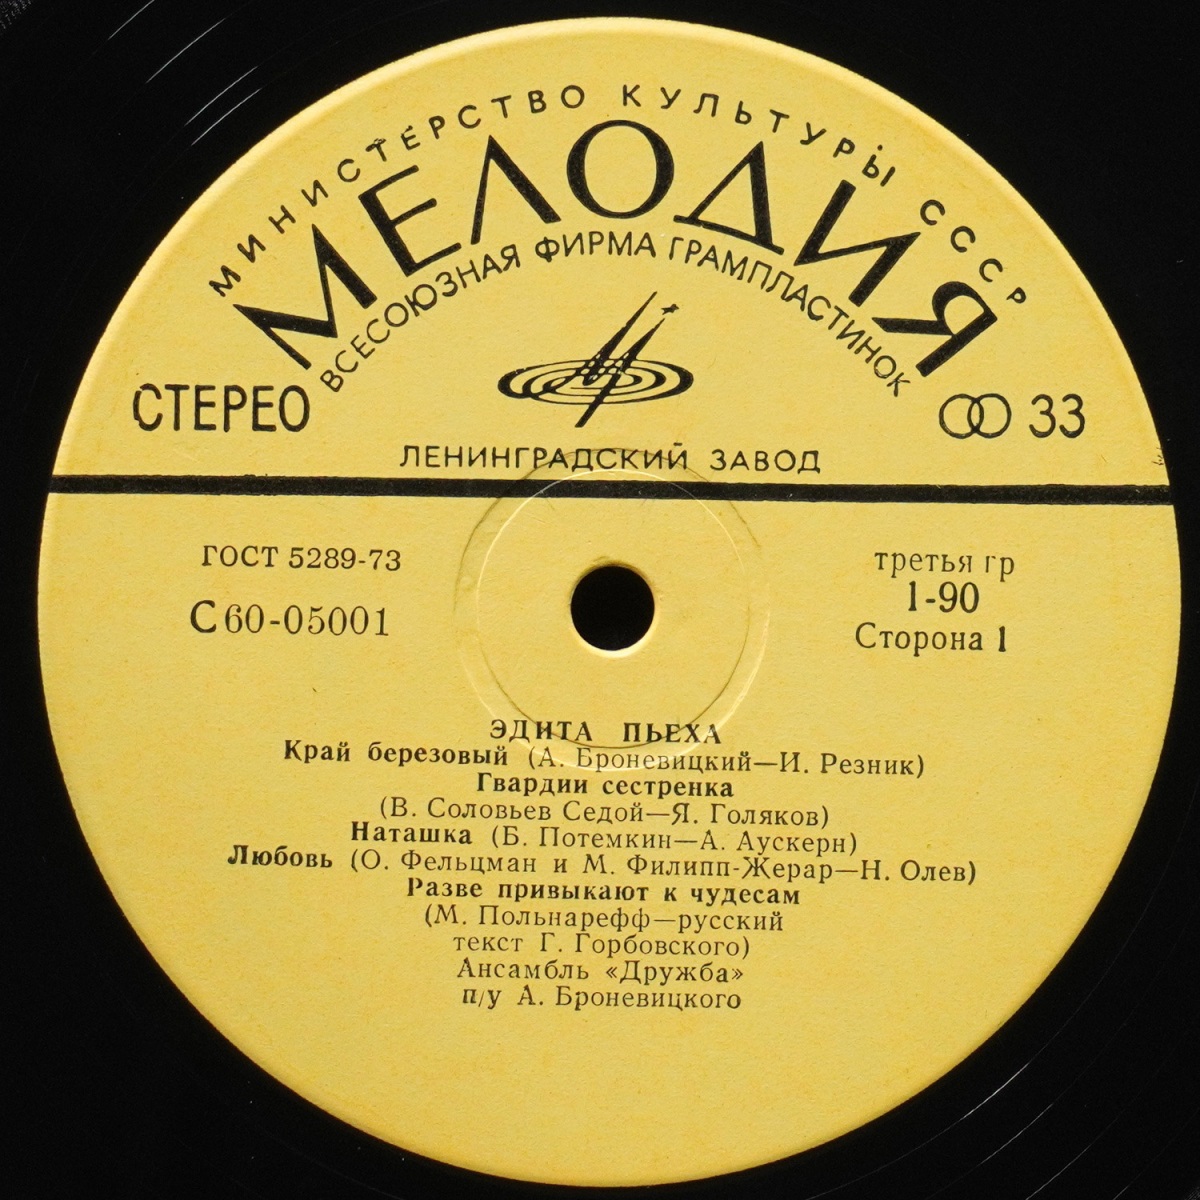 МИНИСТЕРСТВО КУЛЬТУРЫ СССР
МЕЛОДИЯ
ВСЕСОЮЗНАЯ ФИРМА ГРАМПЛАСТИНОК
СТЕРЕО
33
ЛЕНИНГРАДСКИЙ ЗАВОД
ГОСТ 5289-73
третья гр
1-90
С60-05001
Сторона 1
ЭДИТА ПЬЕХА
Край березовый (А. Броневицкий—И. Резник)
Гвардии сестренка
(В. Соловьев Седой—Я. Голяков)
Наташка (Б. Потемкин—А. Аускерн)
Любовь (О. Фельцман и М. Филипп-Жерар—Н. Олев)
Разве привыкают к чудесам
(М. Польнарефф—русский
текст Г. Горбовского)
Ансамбль «Дружба»
п/у А. Броневицкого